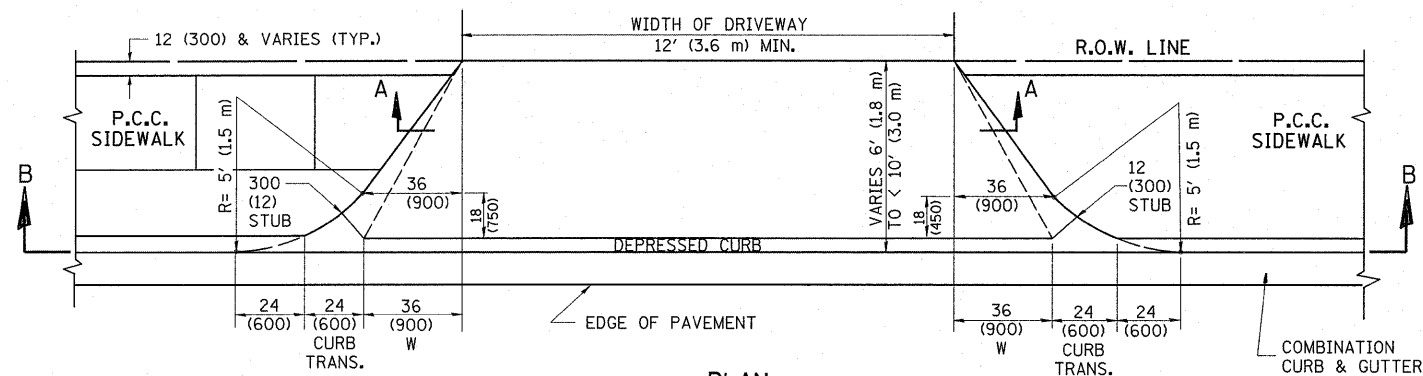 WIDTH OF DRIVEWAY
12' (3.6 m) MIN.
12 (300) & VARIES (TYP.)
R.O.W. LINE
A
A
P.C.C.
SIDEWALK
P.C.C.
SIDEWALK
VARIES 6' (1.8 m)
TO < 10' (3.0 m)
R= 5' (1.5 m)
300
(12)
STUB
36
(900)
18
(750)
36
(900)
18
(450)
12
(300)
STUB
R= 5' (1.5 m)
B
B
DEPRESSED CURB
24
(600)
24
(600)
CURB
TRANS.
36
(900)
W
EDGE OF PAVEMENT
36
(900)
W
24
(600)
CURB
TRANS.
24
(600)
COMBINATION
CURB & GUTTER
PLAN